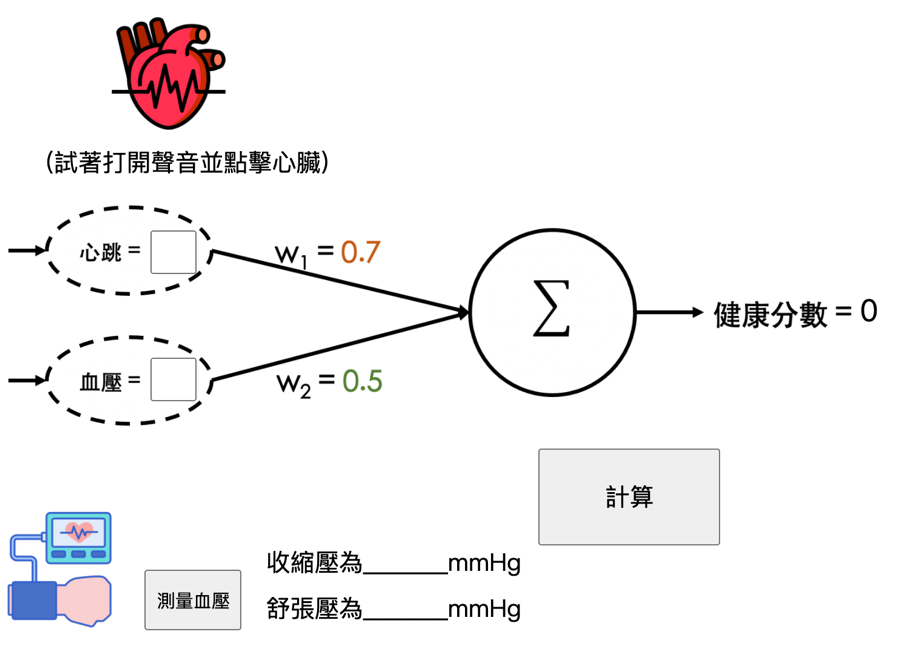 (試著打開聲音並點擊心臟)
心跳 =
w₁ = 0.7
∑
健康分數 = 0
血壓 =
w₂ = 0.5
計算
收縮壓為_______mmHg
測量血壓
舒張壓為_______mmHg